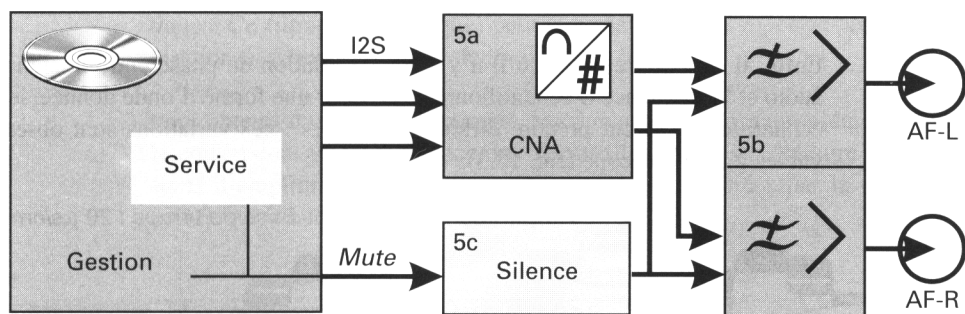 I2S
5a
#
CNA
Service
Gestion
Mute
5c
Silence
5b
AF-L
AF-R